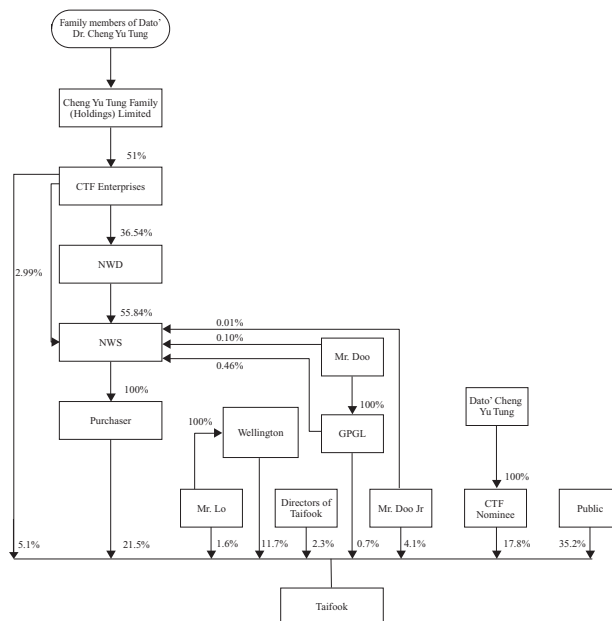 Family members of Dato’
Dr. Cheng Yu Tung
Cheng Yu Tung Family
(Holdings) Limited
51%
CTF Enterprises
36.54%
2.99%
NWD
55.84%
0.01%
NWS
0.10%
Mr. Doo
0.46%
100%
100%
Dato’ Cheng
Yu Tung
Purchaser
100%
Wellington
GPGL
100%
Mr. Lo
Directors of
Taifook
Mr. Doo Jr
CTF
Nominee
Public
5.1%
21.5%
1.6%
11.7%
2.3%
0.7%
4.1%
17.8%
35.2%
Taifook